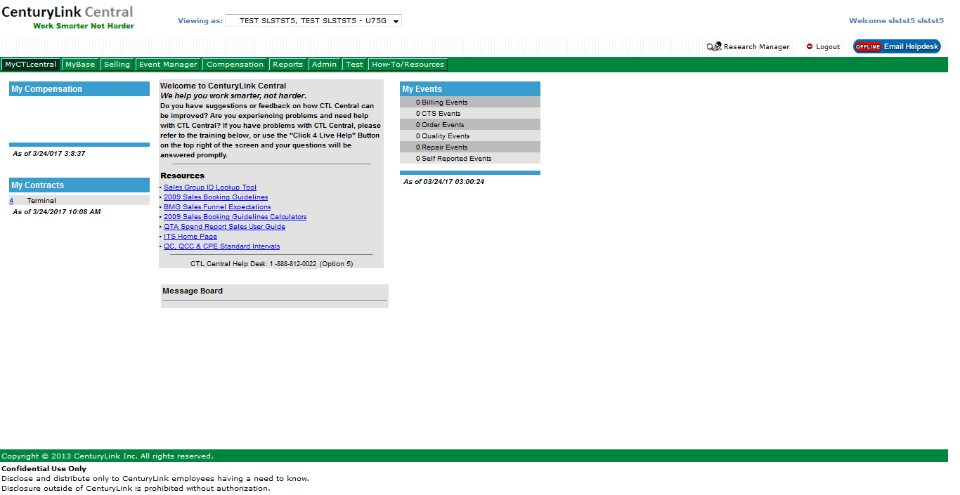 CenturyLink Central
Work Smarter Not Harder
Viewing as: TEST SLSTST5, TEST SLSTST5 - U75G
Welcome slstst5 slstst5
Research Manager Logout OFFLINE Email Helpdesk
MyCTLcentral MyBase Selling Event Manager Compensation Reports Admin Test How-To/Resources
My Compensation
As of 3/24/017 3:8:37
My Contracts
4 Terminal
As of 3/24/2017 10:08 AM
Welcome to CenturyLink Central
We help you work smarter, not harder.
Do you have suggestions or feedback on how CTL Central can
be improved? Are you experiencing problems and need help
with CTL Central? If you have problems with CTL Central, please
refer to the training below, or use the "Click 4 Live Help" Button
on the top right of the screen and your questions will be
answered promptly.
Resources
• Sales Group ID Lookup Tool
• 2009 Sales Booking Guidelines
• BMG Sales Funnel Expectations
• 2009 Sales Booking Guidelines Calculators
• QTA Spend Report Sales User Guide
• ITS Home Page
• QC, QCC & CPE Standard Intervals
CTL Central Help Desk: 1-888-812-0022 (Option 5)
Message Board
My Events
0 Billing Events
0 CTS Events
0 Order Events
0 Quality Events
0 Repair Events
0 Self Reported Events
As of 03/24/17 03:00:24
Copyright © 2013 CenturyLink Inc. All rights reserved.
Confidential Use Only
Disclose and distribute only to CenturyLink employees having a need to know.
Disclosure outside of CenturyLink is prohibited without authorization.